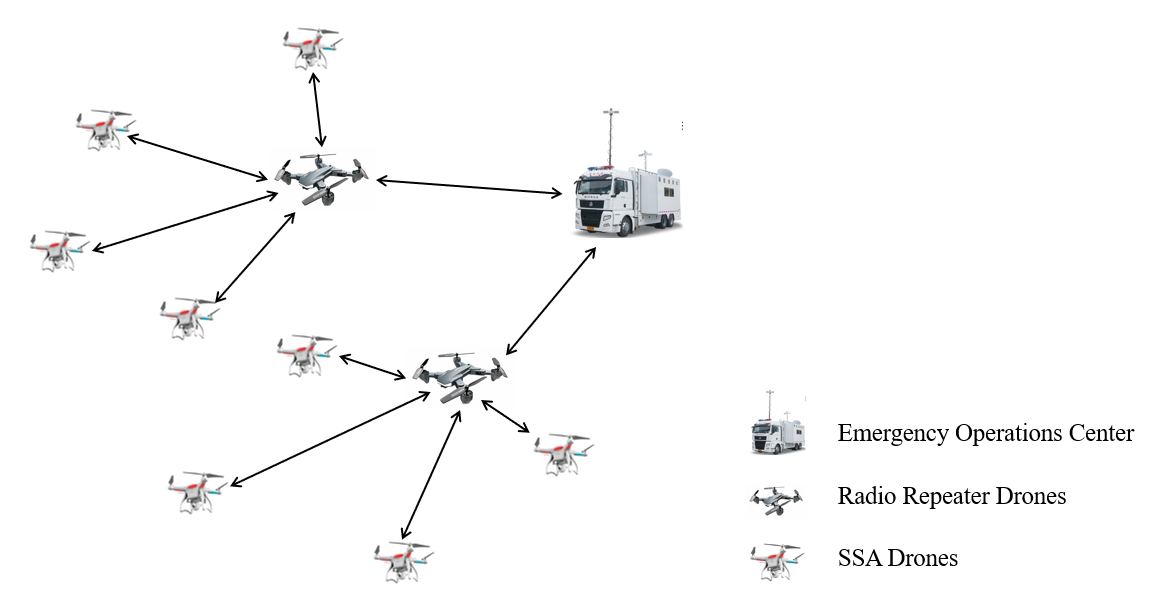 Emergency Operations Center
Radio Repeater Drones
SSA Drones